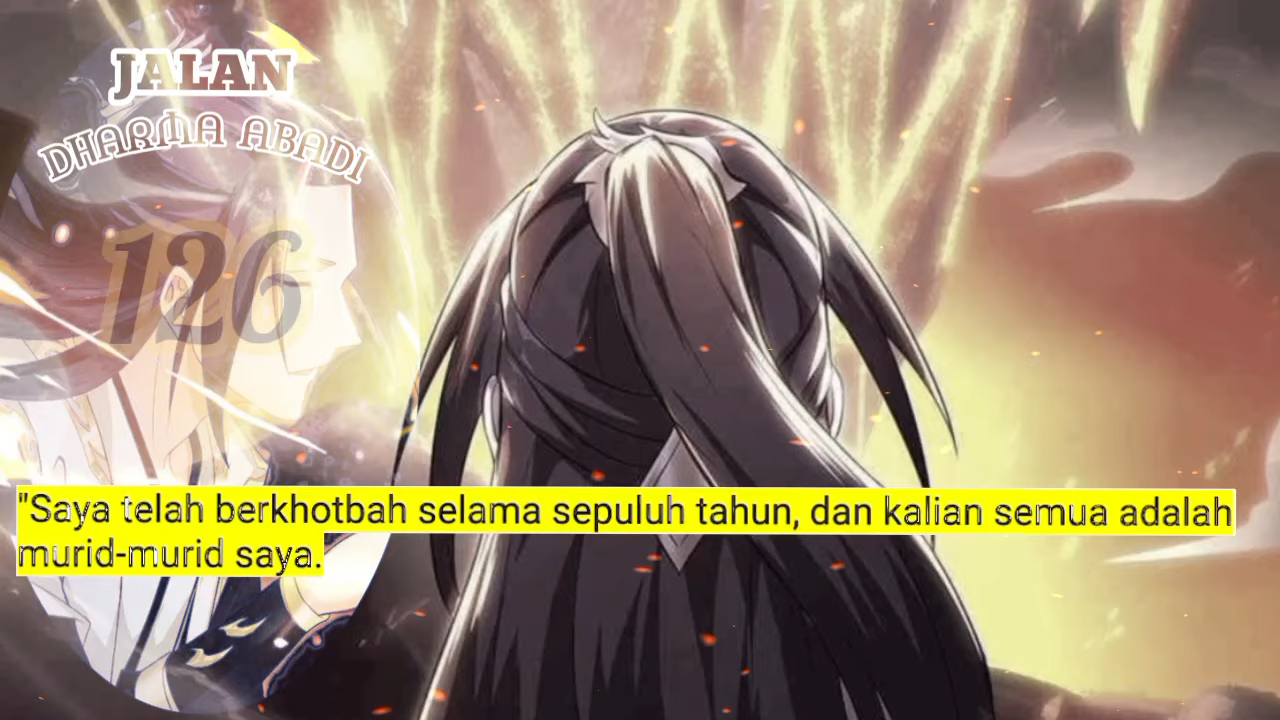 JALAN
DHARMA ABADI
126
"Saya telah berkhotbah selama sepuluh tahun, dan kalian semua adalah
murid-murid saya.